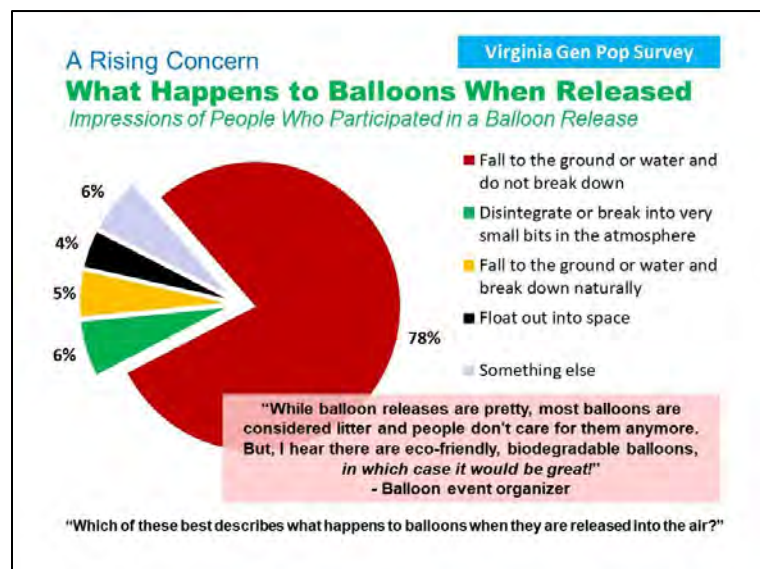 A Rising Concern
Virginia Gen Pop Survey
What Happens to Balloons When Released
Impressions of People Who Participated in a Balloon Release
6%
4%
5%
6%
78%
Fall to the ground or water and
do not break down
Disintegrate or break into very
small bits in the atmosphere
Fall to the ground or water and
break down naturally
Float out into space
Something else
“While balloon releases are pretty, most balloons are
considered litter and people don't care for them anymore.
But, I hear there are eco-friendly, biodegradable balloons,
in which case it would be great!”
- Balloon event organizer
“Which of these best describes what happens to balloons when they are released into the air?”